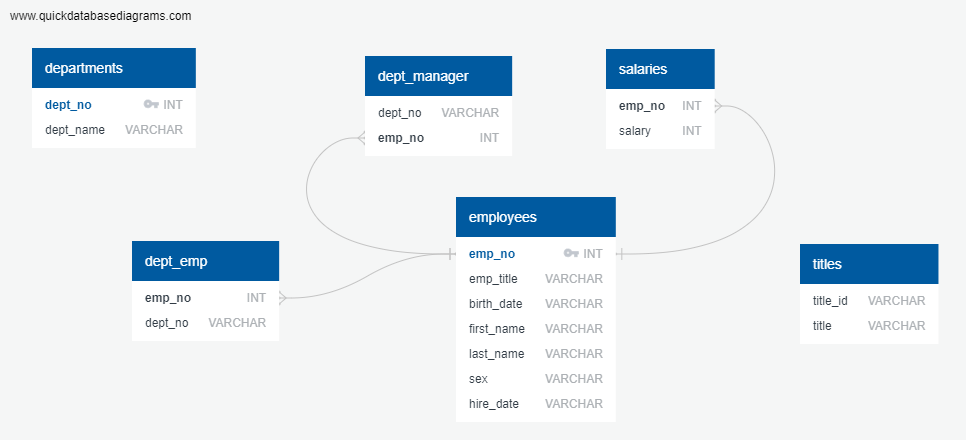 www.quickdatabasediagrams.com
departments
dept_no INT
dept_name VARCHAR
dept_manager
dept_no VARCHAR
emp_no INT
salaries
emp_no INT
salary INT
employees
emp_no INT
emp_title VARCHAR
birth_date VARCHAR
first_name VARCHAR
last_name VARCHAR
sex VARCHAR
hire_date VARCHAR
dept_emp
emp_no INT
dept_no VARCHAR
titles
title_id VARCHAR
title VARCHAR